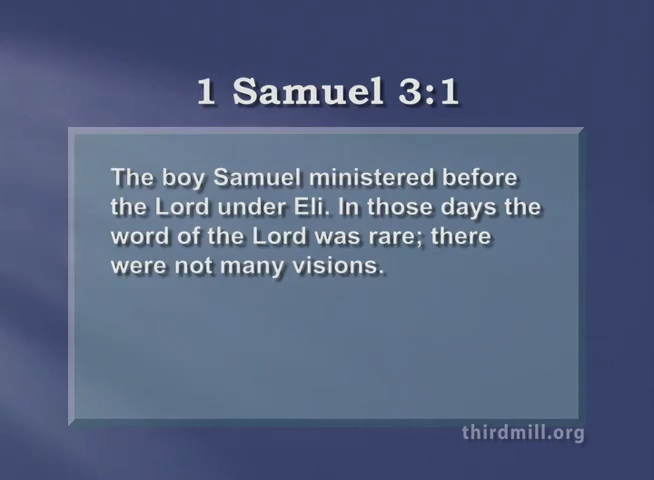 1 Samuel 3:1
The boy Samuel ministered before
the Lord under Eli. In those days the
word of the Lord was rare; there
were not many visions.
thirdmill.org